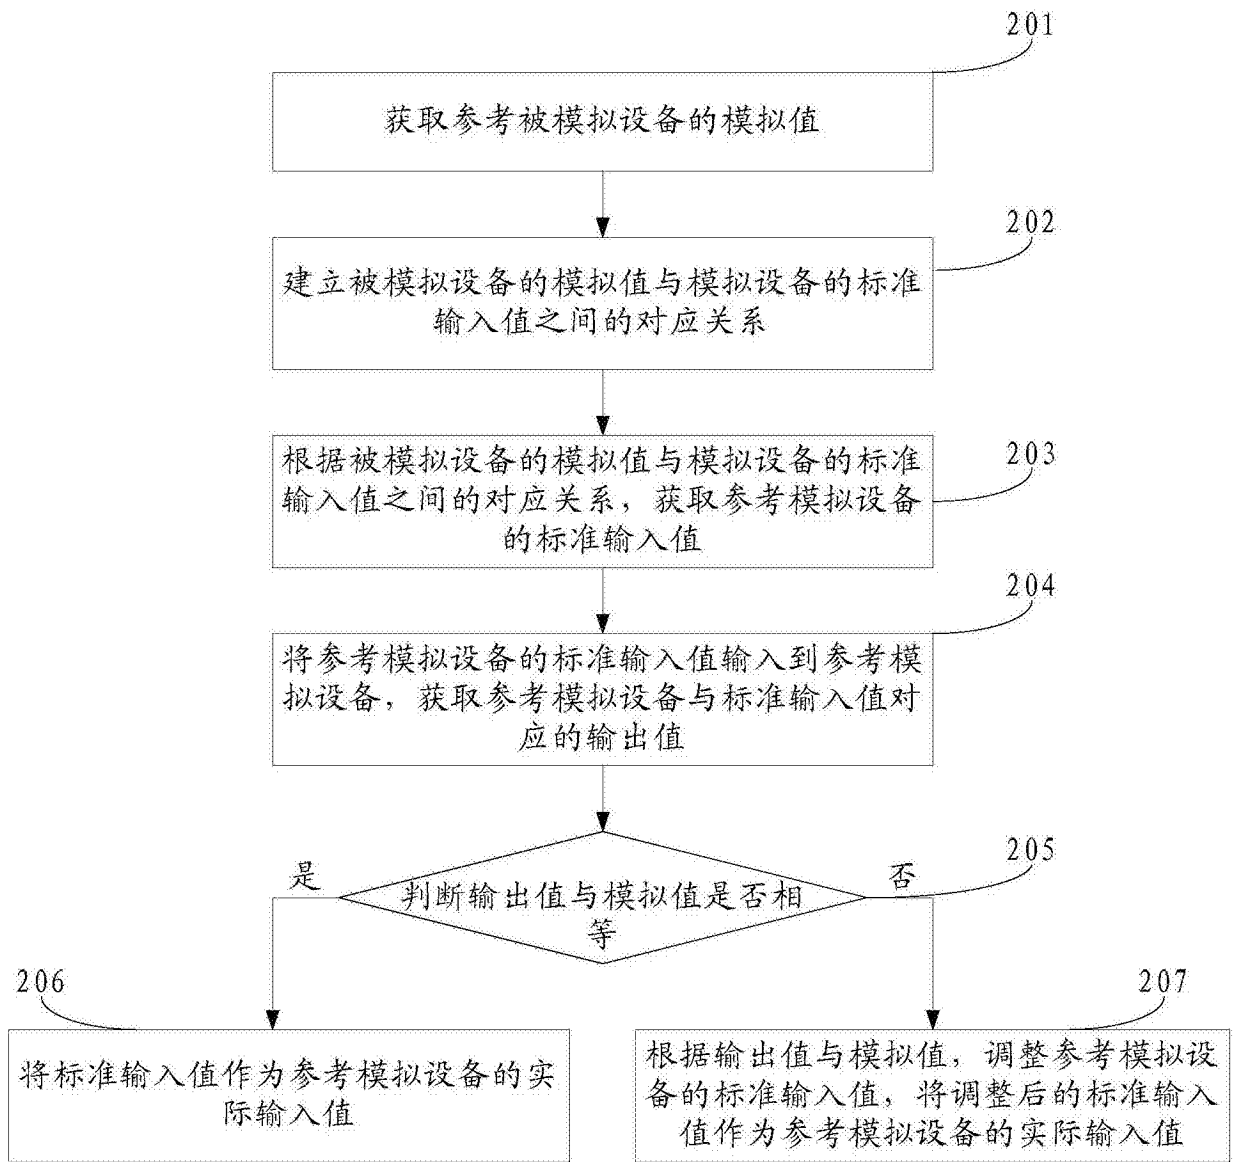 201
获取参考被模拟设备的模拟值
202
建立被模拟设备的模拟值与模拟设备的标准
输入值之间的对应关系
203
根据被模拟设备的模拟值与模拟设备的标准
输入值之间的对应关系，获取参考模拟设备
的标准输入值
204
将参考模拟设备的标准输入值输入到参考模
拟设备，获取参考模拟设备与标准输入值对
应的输出值
205
是
否
判断输出值与模拟值是否相
等
206
将标准输入值作为参考模拟设备的实
际输入值
207
根据输出值与模拟值，调整参考模拟设
备的标准输入值，将调整后的标准输入
值作为参考模拟设备的实际输入值